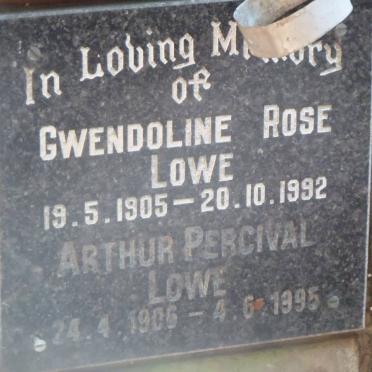 In Loving Memory
of
GWENDOLINE ROSE
LOWE
19.5.1905 – 20.10.1992
ARTHUR PERCIVAL
LOWE
24.4.1906 – 4.6.1995